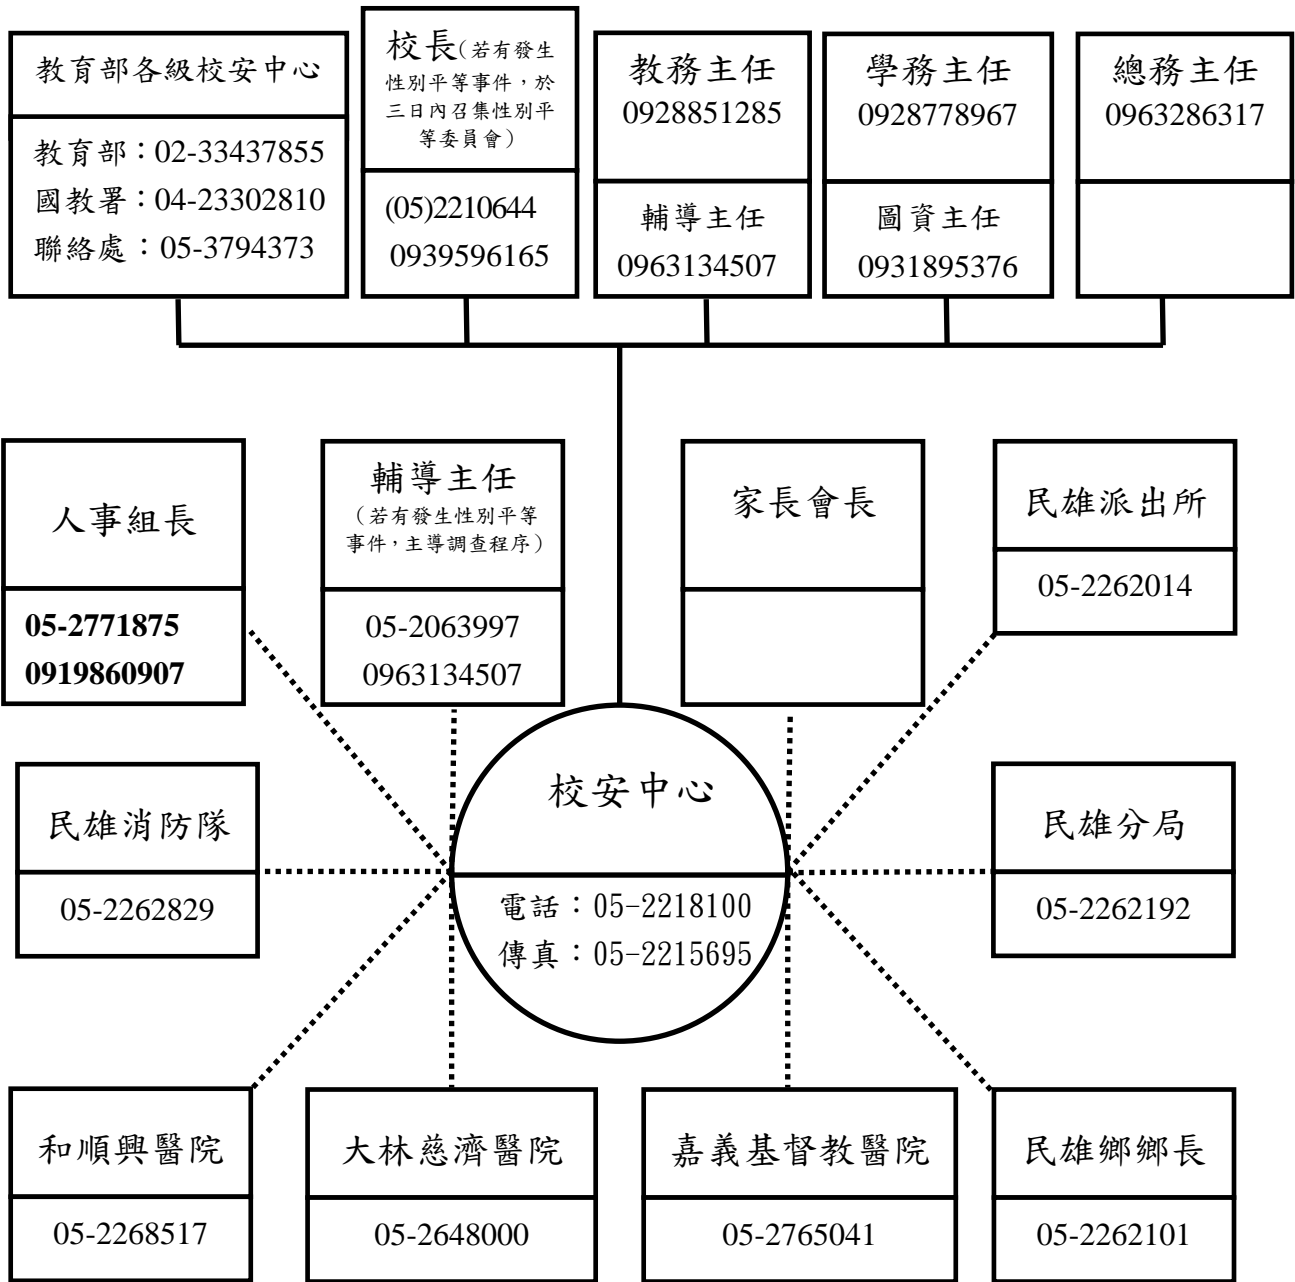 教育部各級校安中心
教育部：02-33437855
國教署：04-23302810
聯絡處：05-3794373
校長(若有發生
性別平等事件，於
三日內召集性別平
等委員會）
(05)2210644
0939596165
教務主任
0928851285
輔導主任
0963134507
學務主任
0928778967
圖資主任
0931895376
總務主任
0963286317
人事組長
05-2771875
0919860907
輔導主任
（若有發生性別平等
事件，主導調查程序）
05-2063997
0963134507
家長會長
民雄派出所
05-2262014
民雄消防隊
05-2262829
校安中心
電話：05-2218100
傳真：05-2215695
民雄分局
05-2262192
和順興醫院
05-2268517
大林慈濟醫院
05-2648000
嘉義基督教醫院
05-2765041
民雄鄉鄉長
05-2262101